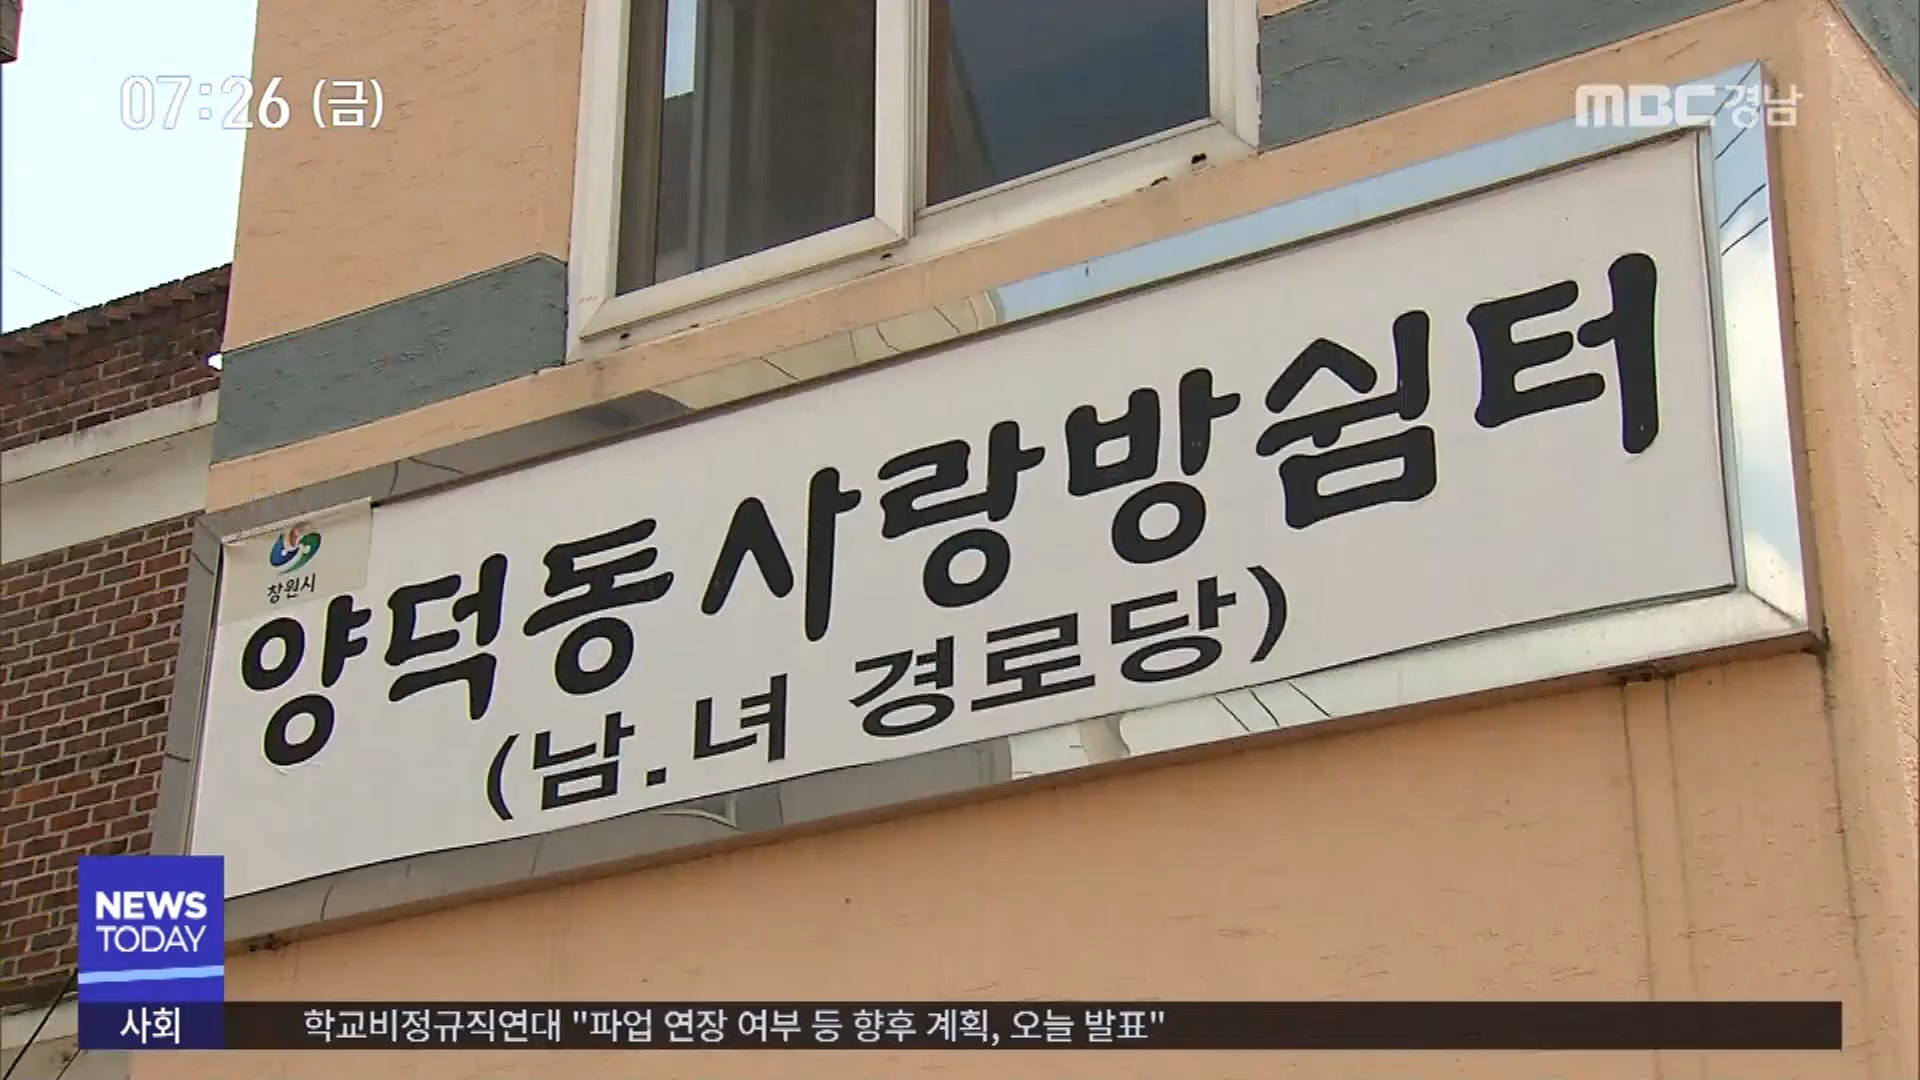 07:26 (금)
MBC경남
창원시
양덕동사랑방쉼터
(남.녀 경로당)
NEWS
TODAY
사회
학교비정규직연대 "파업 연장 여부 등 향후 계획, 오늘 발표"